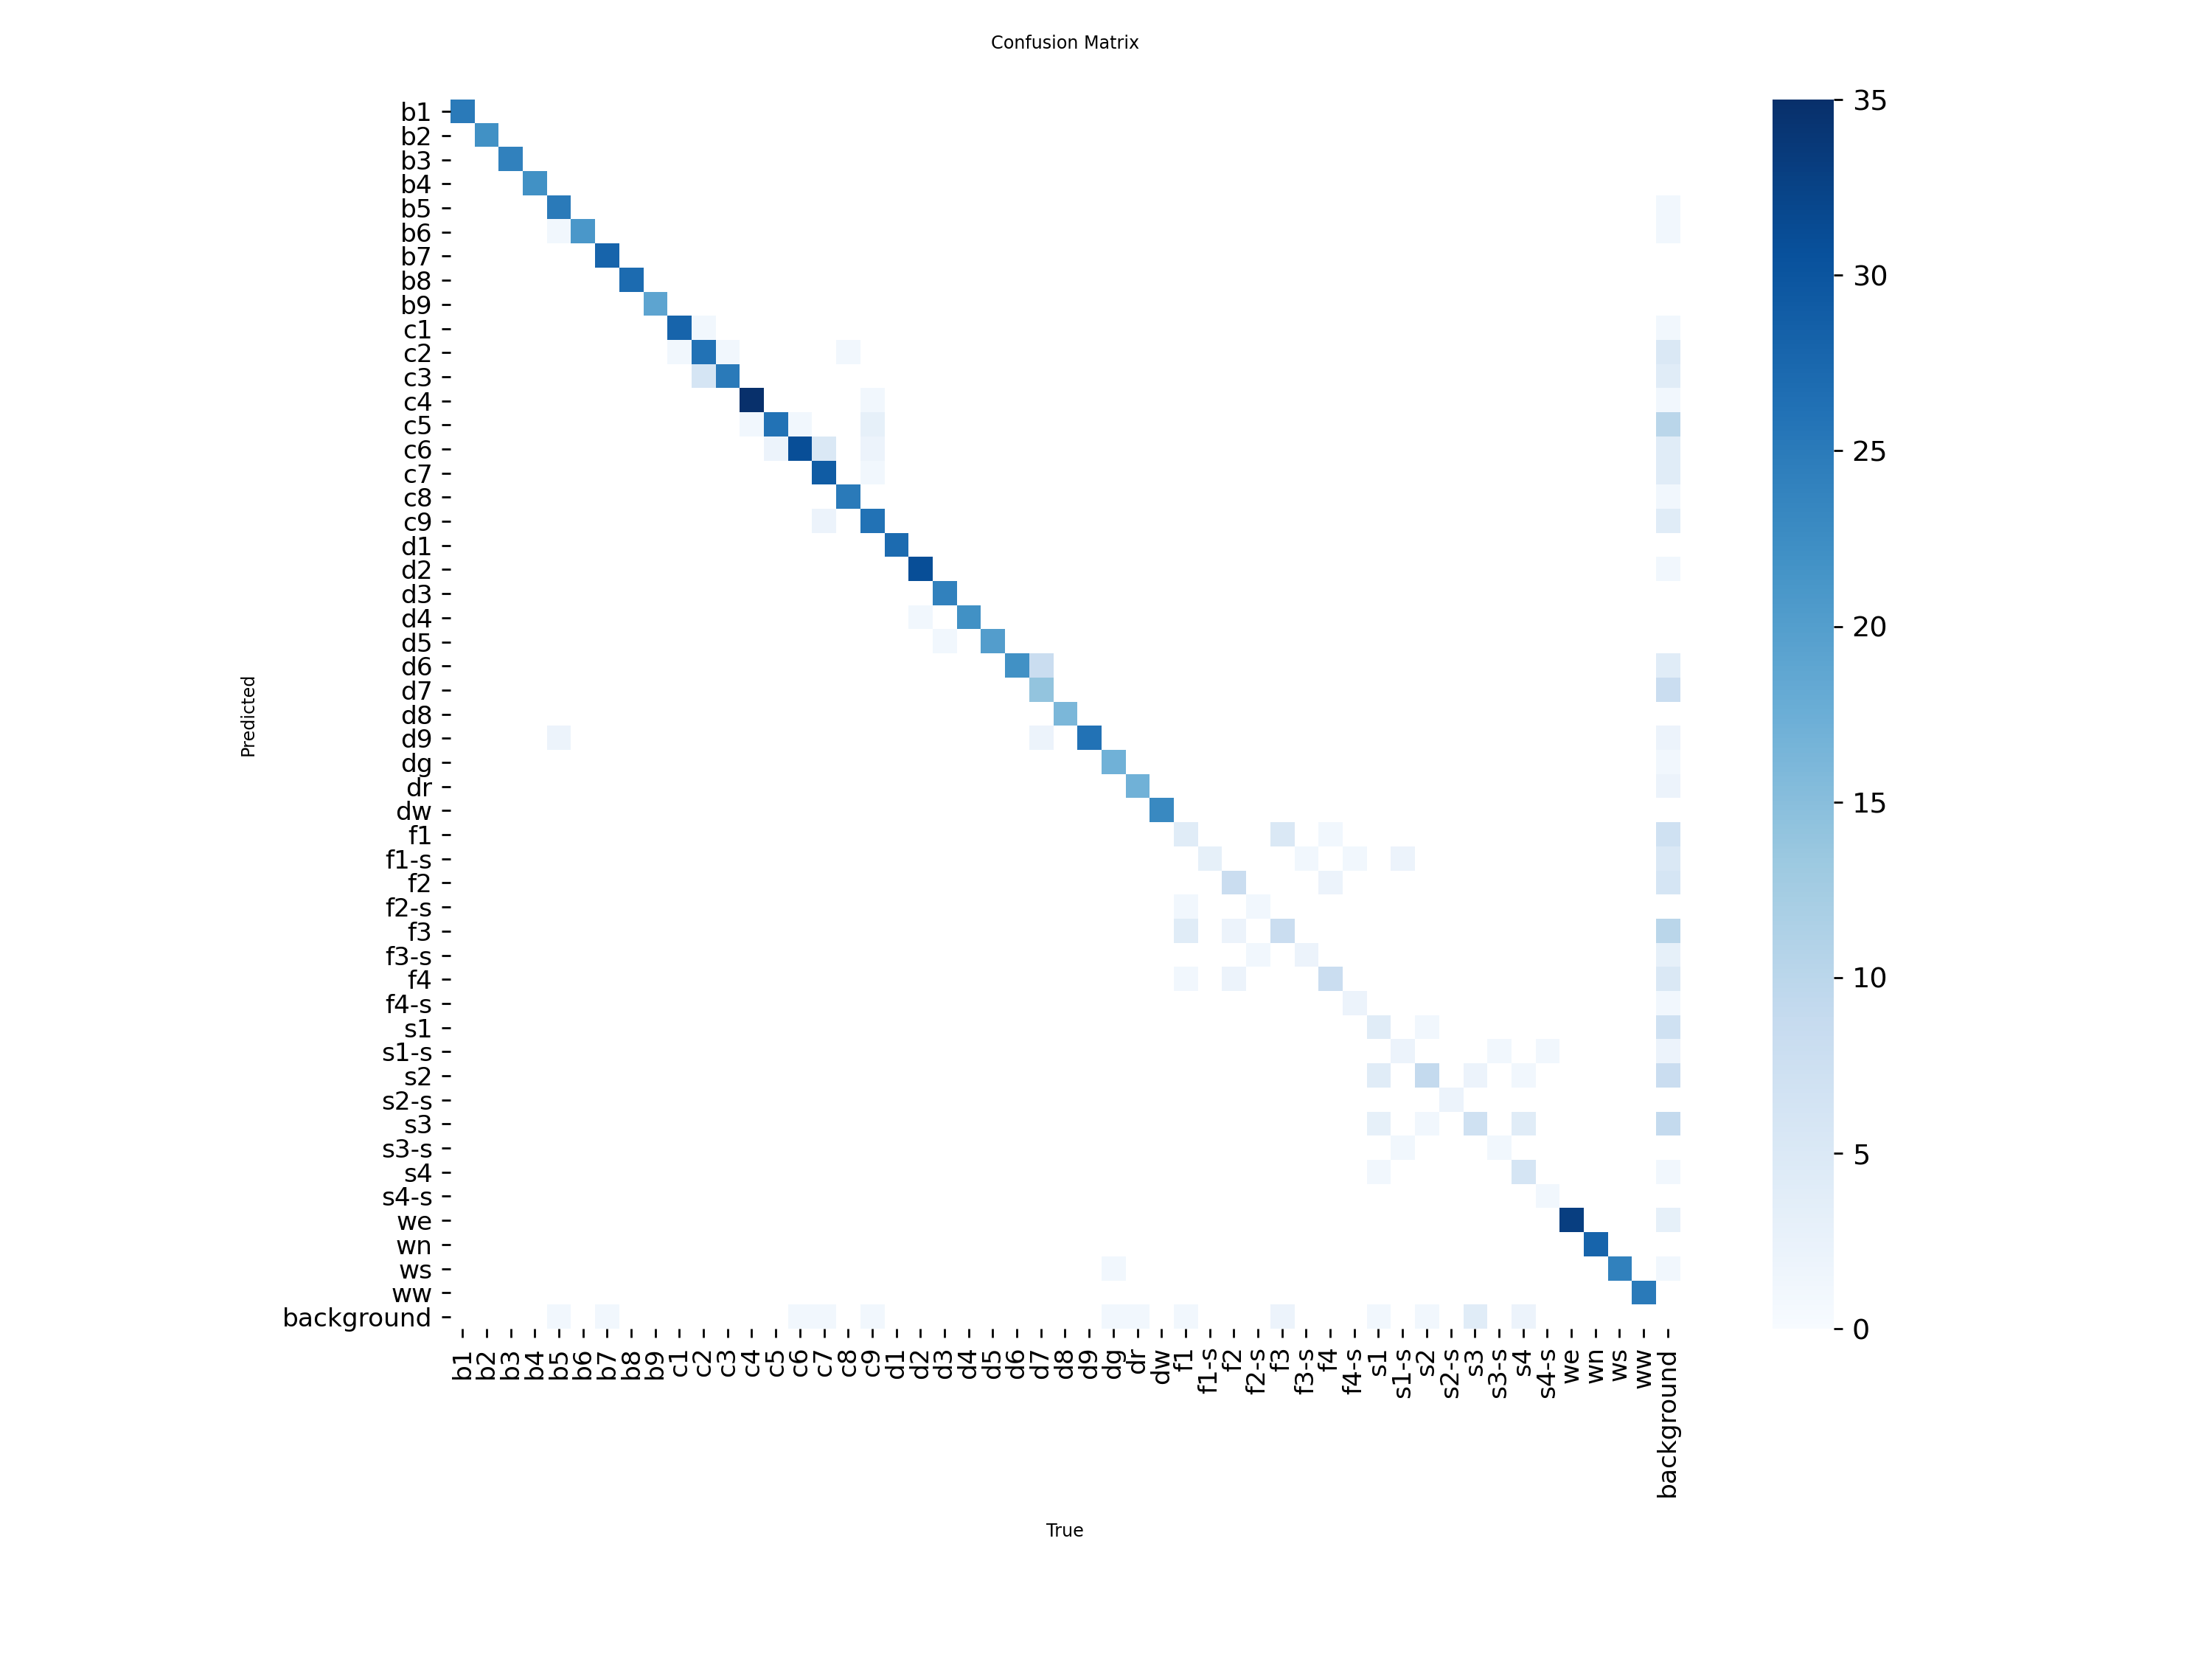 Confusion Matrix
b1
b2
b3
b4
b5
b6
b7
b8
b9
c1
c2
c3
c4
c5
c6
c7
c8
c9
d1
d2
d3
d4
d5
d6
d7
d8
d9
dg
dr
dw
f1
f1-s
f2
f2-s
f3
f3-s
f4
f4-s
s1
s1-s
s2
s2-s
s3
s3-s
s4
s4-s
we
wn
ws
ww
background
Predicted
b1 b2 b3 b4 b5 b6 b7 b8 b9 c1 c2 c3 c4 c5 c6 c7 c8 c9 d1 d2 d3 d4 d5 d6 d7 d8 d9 dg dr dw f1 f1-s f2 f2-s f3 f3-s f4 f4-s s1 s1-s s2 s2-s s3 s3-s s4 s4-s we wn ws ww background
True
35
30
25
20
15
10
5
0